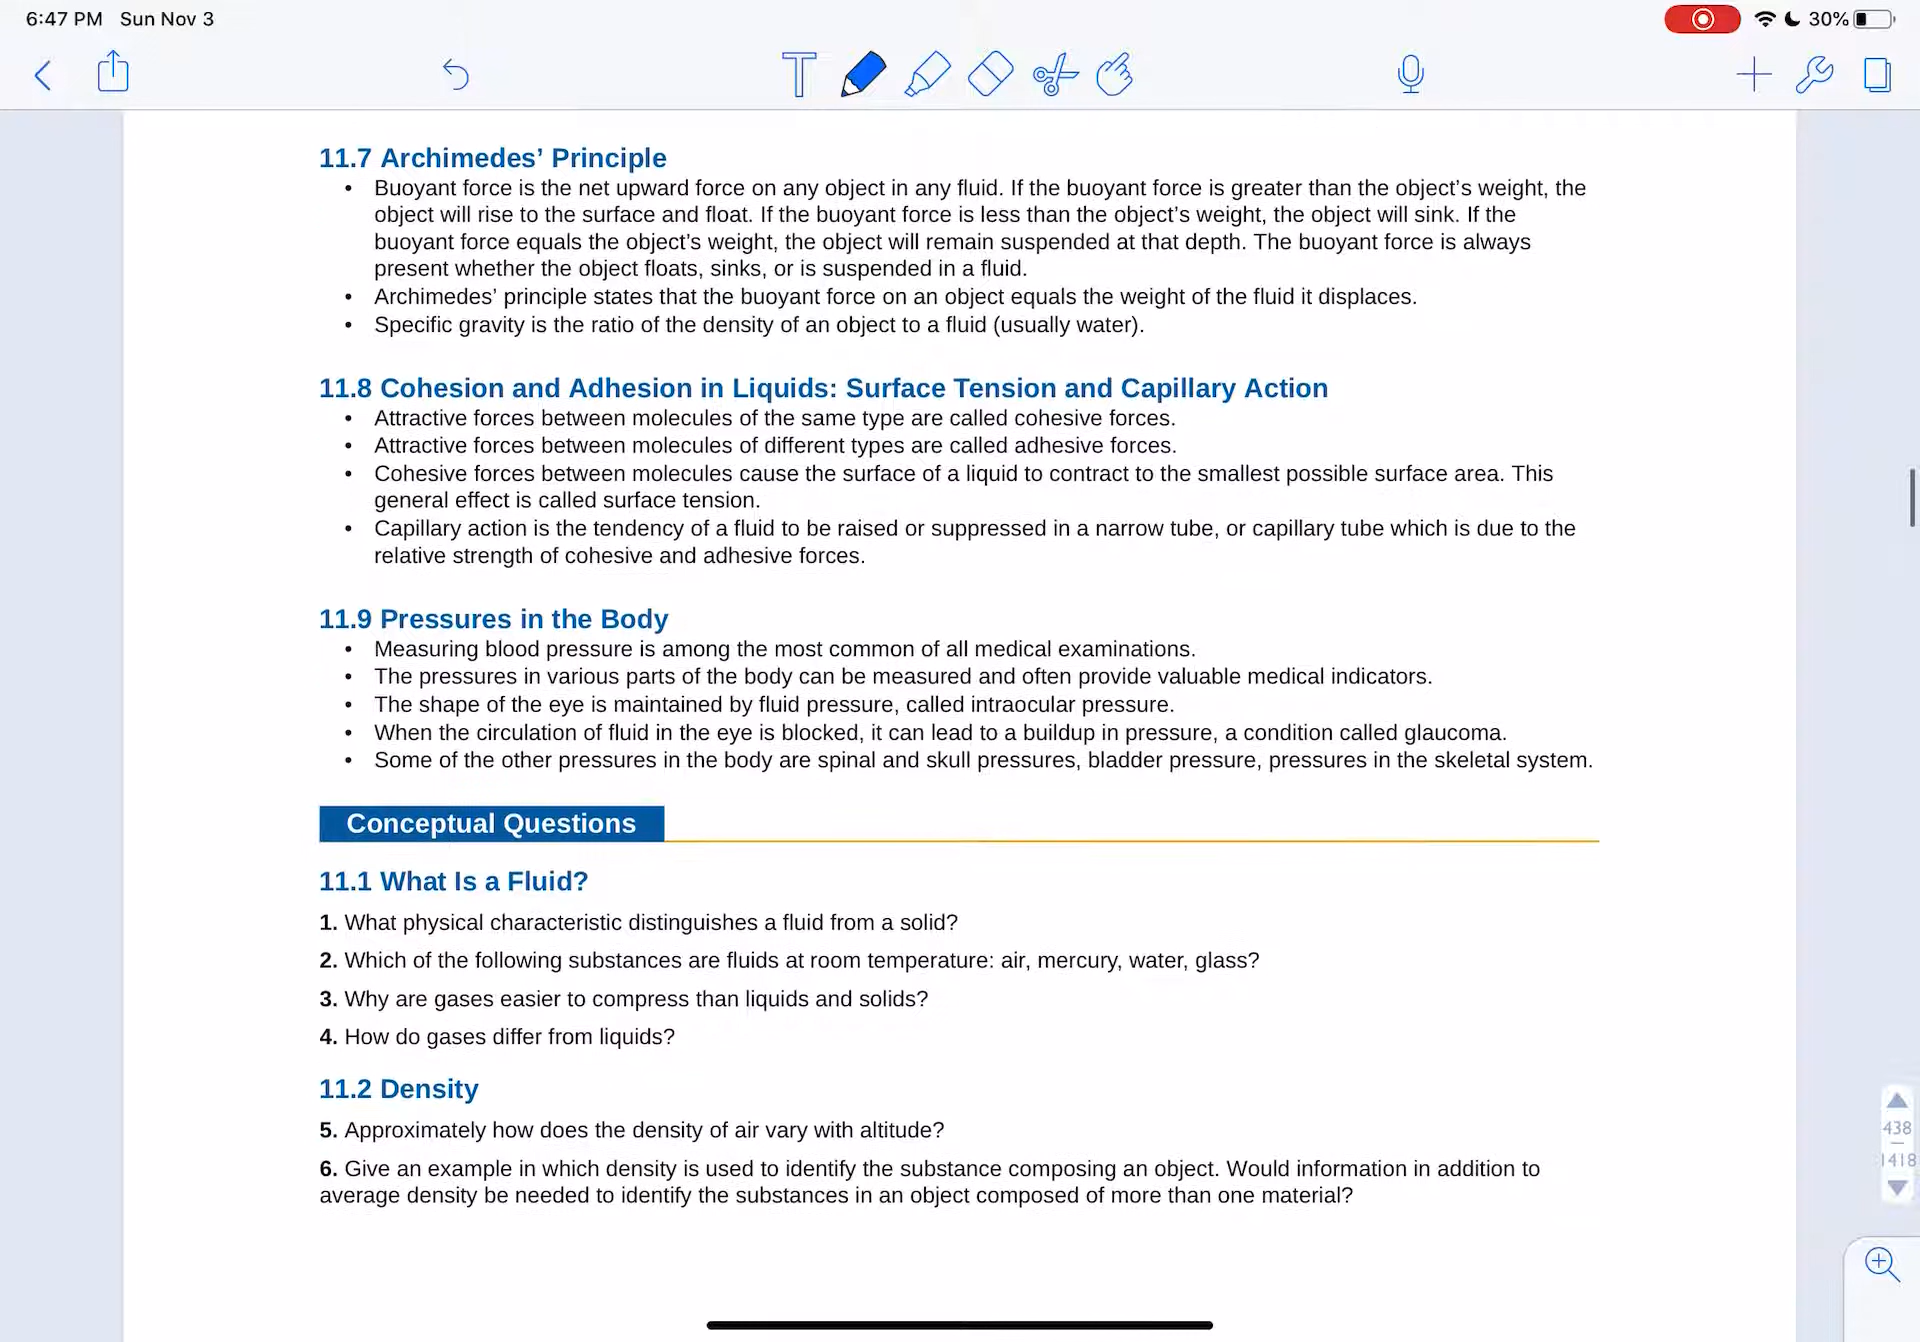 6:47 PM Sun Nov 3
30%
11.7 Archimedes’ Principle
• Buoyant force is the net upward force on any object in any fluid. If the buoyant force is greater than the object’s weight, the
object will rise to the surface and float. If the buoyant force is less than the object’s weight, the object will sink. If the
buoyant force equals the object’s weight, the object will remain suspended at that depth. The buoyant force is always
present whether the object floats, sinks, or is suspended in a fluid.
• Archimedes’ principle states that the buoyant force on an object equals the weight of the fluid it displaces.
• Specific gravity is the ratio of the density of an object to a fluid (usually water).
11.8 Cohesion and Adhesion in Liquids: Surface Tension and Capillary Action
• Attractive forces between molecules of the same type are called cohesive forces.
• Attractive forces between molecules of different types are called adhesive forces.
• Cohesive forces between molecules cause the surface of a liquid to contract to the smallest possible surface area. This
general effect is called surface tension.
• Capillary action is the tendency of a fluid to be raised or suppressed in a narrow tube, or capillary tube which is due to the
relative strength of cohesive and adhesive forces.
11.9 Pressures in the Body
• Measuring blood pressure is among the most common of all medical examinations.
• The pressures in various parts of the body can be measured and often provide valuable medical indicators.
• The shape of the eye is maintained by fluid pressure, called intraocular pressure.
• When the circulation of fluid in the eye is blocked, it can lead to a buildup in pressure, a condition called glaucoma.
• Some of the other pressures in the body are spinal and skull pressures, bladder pressure, pressures in the skeletal system.
Conceptual Questions
11.1 What Is a Fluid?
1. What physical characteristic distinguishes a fluid from a solid?
2. Which of the following substances are fluids at room temperature: air, mercury, water, glass?
3. Why are gases easier to compress than liquids and solids?
4. How do gases differ from liquids?
11.2 Density
5. Approximately how does the density of air vary with altitude?
6. Give an example in which density is used to identify the substance composing an object. Would information in addition to
average density be needed to identify the substances in an object composed of more than one material?
438
1418